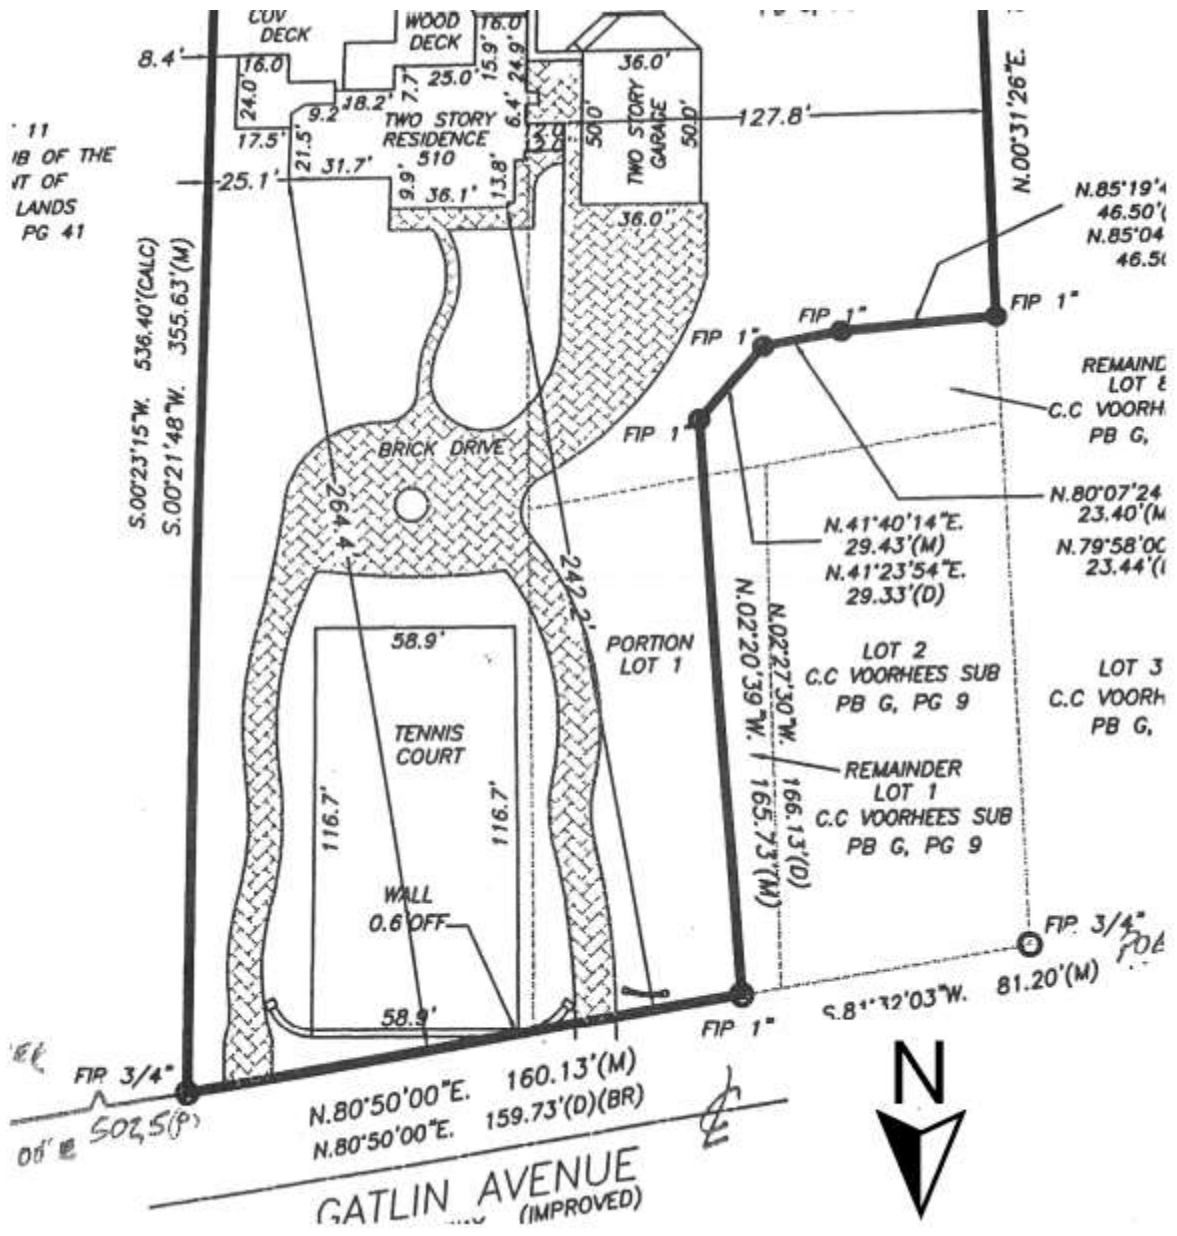 COV
DECK
WOOD
DECK
16.0'
8.4'
16.0'
24.0'
15.9'
24.9'
36.0'
25.0'
7.7'
18.2'
9.2'
6.4'
TWO STORY
RESIDENCE
510
50.0'
TWO STORY
GARAGE
50.0'
127.8'
N.00°31'26"E.
17.5'
21.5'
31.7'
25.1'
9.9'
36.1'
13.8'
36.0"
' 11
OF THE
OF
LANDS
PG 41
N.85°19'
46.50'(
N.85°04
46.50
S.00°23'15"W. 536.40'(CALC)
S.00°21'48"W. 355.63'(M)
FIP 1"
FIP 1"
FIP 1"
FIP 1"
REMAIND
LOT
C.C VOORH
PB G,
BRICK DRIVE
264.4'
242.2'
N.80°07'24
23.40'(M
N.79°58'00
23.44'(
N.41°40'14"E.
29.43'(M)
N.41°23'54"E.
29.33'(D)
N.02°20'39"W. 165.73'(M)
N.02°27'30"W. 166.13'(D)
PORTION
LOT 1
LOT 2
C.C VOORHEES SUB
PB G, PG 9
LOT 3
C.C VOORH
PB G,
58.9'
TENNIS
COURT
116.7'
116.7'
REMAINDER
LOT 1
C.C VOORHEES SUB
PB G, PG 9
WALL
0.6'OFF
58.9'
FIP 3/4"
S.81°32'03"W. 81.20'(M)
FIP 1"
FIP 3/4"
502.5(P)
N.80°50'00"E. 160.13'(M)
N.80°50'00"E. 159.73'(D)(BR)
N
GATLIN AVENUE
(IMPROVED)